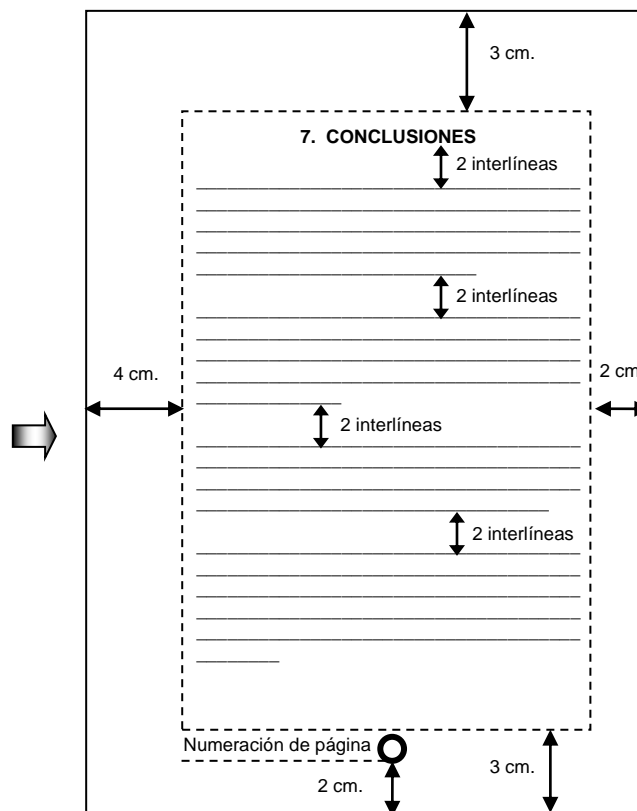 3 cm.
7. CONCLUSIONES
2 interlíneas
2 interlíneas
4 cm.
2 cm
2 interlíneas
2 interlíneas
Numeración de página
2 cm.
3 cm.